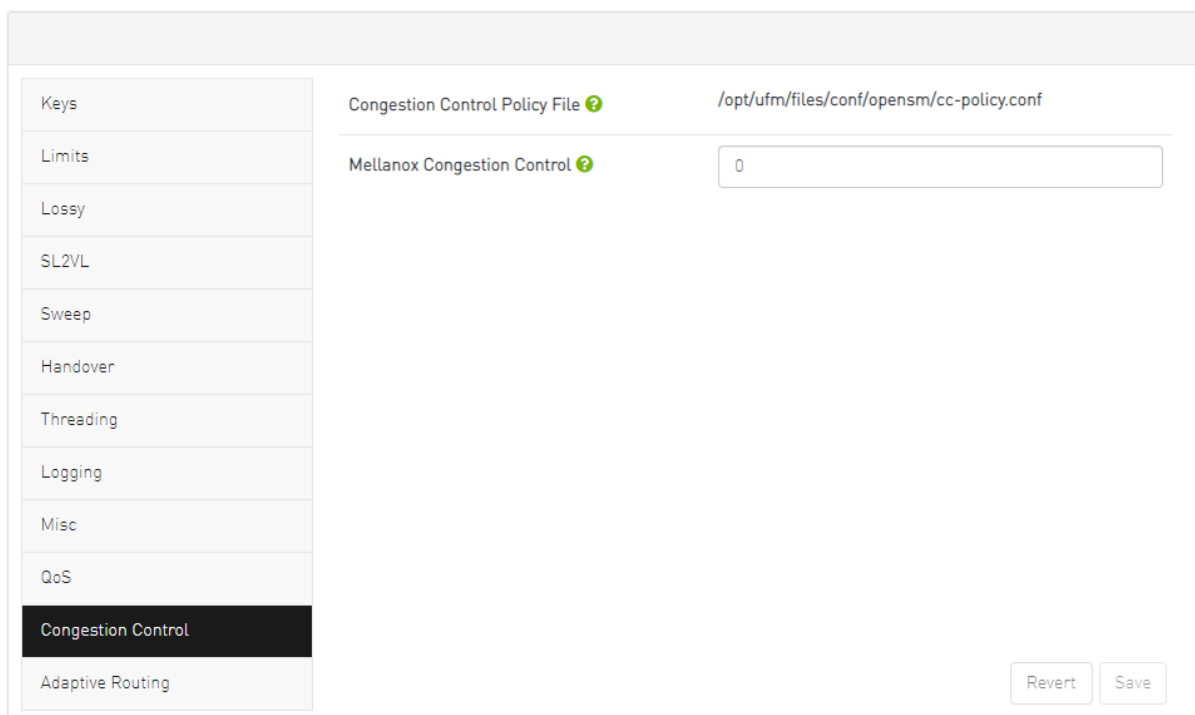 Keys
Limits
Lossy
SL2VL
Sweep
Handover
Threading
Logging
Misc
QoS
Congestion Control
Adaptive Routing
Congestion Control Policy File ? /opt/ufm/files/conf/opensm/cc-policy.conf
Mellanox Congestion Control ? 0
Revert Save